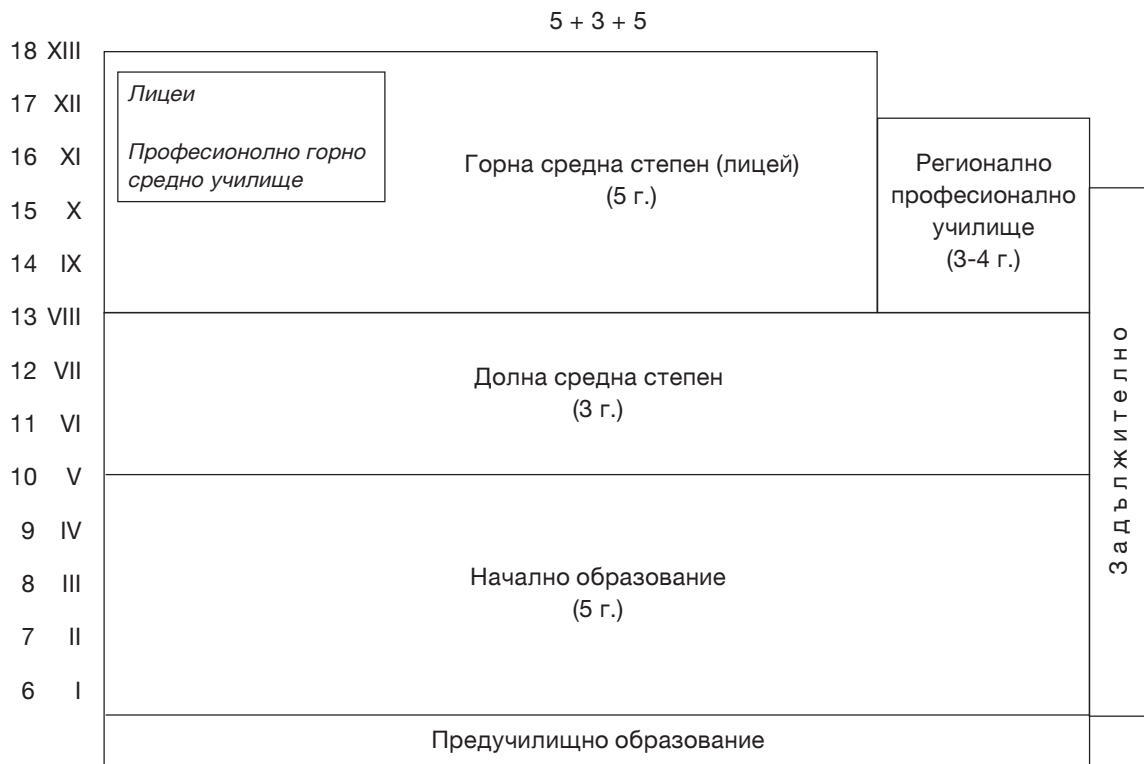 5 + 3 + 5
18 XIII
17 XII
16 XI
15 X
14 IX
13 VIII
12 VII
11 VI
10 V
9 IV
8 III
7 II
6 I
Лицеи
Професионолно горно
средно училище
Горна средна степен (лицей)
(5 г.)
Регионално
професионално
училище
(3-4 г.)
Долна средна степен
(3 г.)
Начално образование
(5 г.)
Предучилищно образование
Задължително